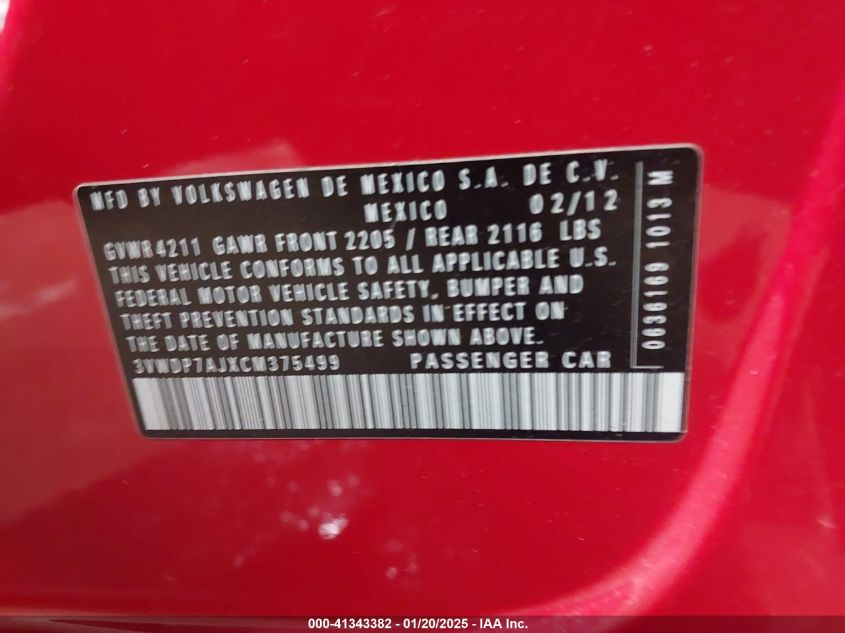 MFD BY VOLKSWAGEN DE MEXICO S.A. DE C.V.
MEXICO 02/12
GVWR 4211 GAWR FRONT 2205 / REAR 2116 LBS
THIS VEHICLE CONFORMS TO ALL APPLICABLE U.S.
FEDERAL MOTOR VEHICLE SAFETY, BUMPER AND
THEFT PREVENTION STANDARDS IN EFFECT ON
THE DATE OF MANUFACTURE SHOWN ABOVE.
3VWDP7AJXCM375499 PASSENGER CAR
0636169 1013 M
000-41343382 - 01/20/2025 - IAA Inc.